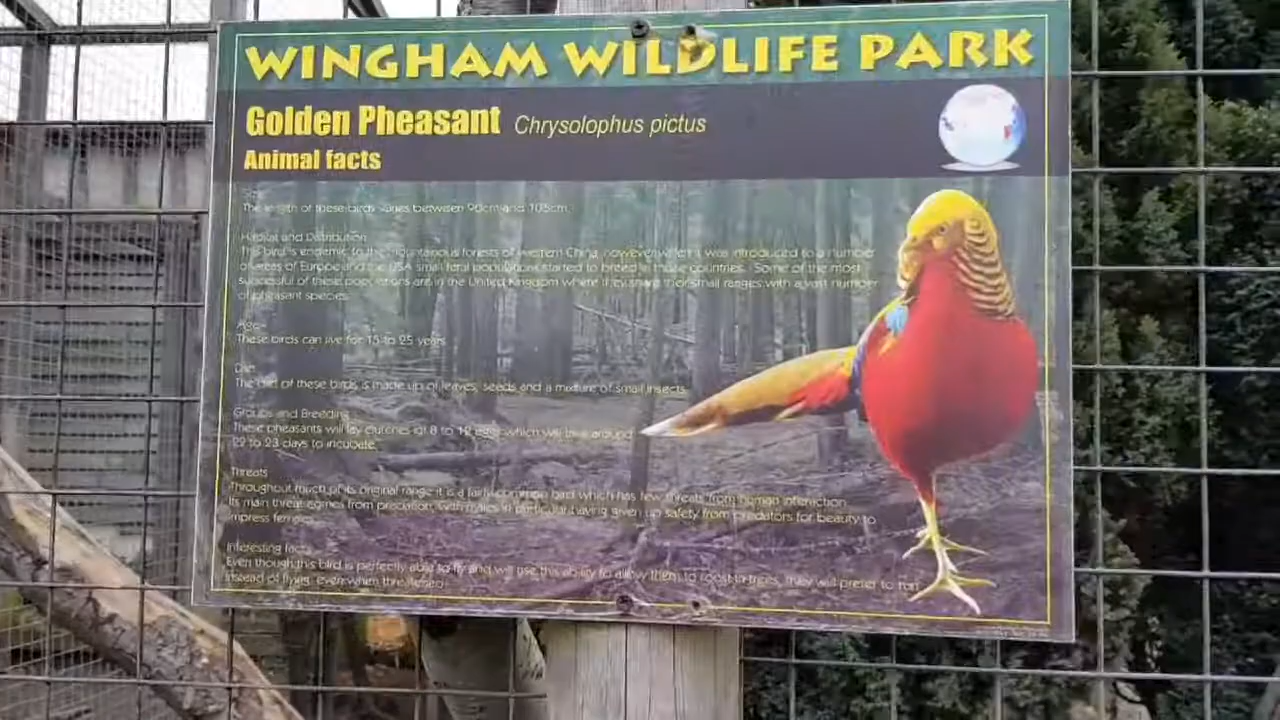 WINGHAM WILDLIFE PARK
Golden Pheasant Chrysolophus pictus
Animal facts
The length of these birds varies between 90cm and 105cm.
Habitat and Distribution
This bird is endemic to the mountainous forests of western China, however when it was introduced to a number
of areas of Europe and the USA small feral populations started to breed in these countries. Some of the most
successful of these populations are in the United Kingdom where they share their small ranges with a vast number
of pheasant species.
Age
These birds can live for 15 to 25 years
Diet
The diet of these birds is made up of leaves, seeds and a mixture of small insects.
Groups and Breeding
These pheasants will lay clutches of 8 to 12 eggs which will take around
22 to 23 days to incubate.
Threats
Throughout much of its original range it is a fairly common bird which has few threats from human interaction.
Its main threat comes from predation, with males in particular having given up safety from predators for beauty to
impress females.
Interesting facts
Even though this bird is perfectly able to fly and will use this ability to allow them to roost in trees, they will prefer to run
instead of flying, even when threatened.